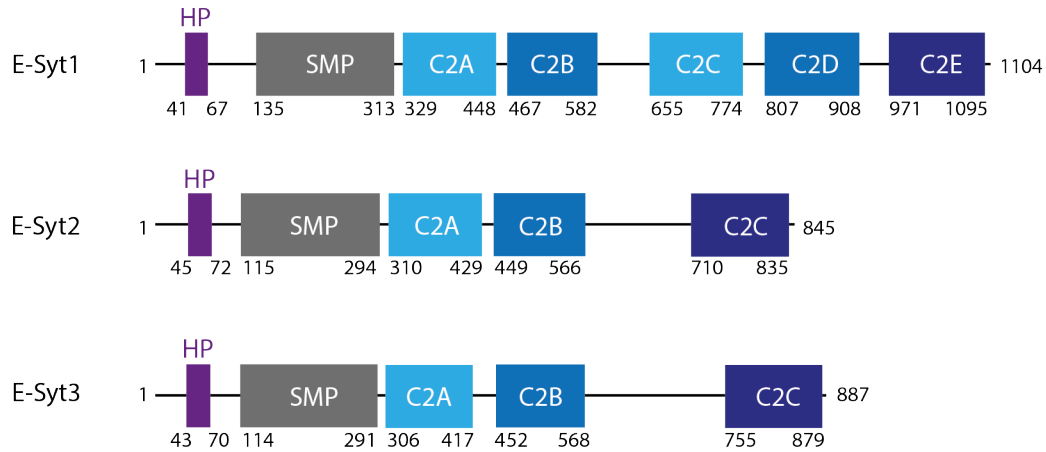 HP
E-Syt1 1 SMP C2A C2B C2C C2D C2E 1104
41 67 135 313 329 448 467 582 655 774 807 908 971 1095
HP
E-Syt2 1 SMP C2A C2B C2C 845
45 72 115 294 310 429 449 566 710 835
HP
E-Syt3 1 SMP C2A C2B C2C 887
43 70 114 291 306 417 452 568 755 879